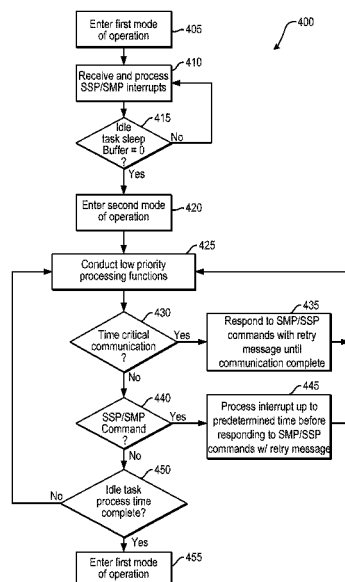 400
Enter first mode
of operation
405
410
Receive and process
SSP/SMP interrupts
415
Idle
task sleep
Buffer = 0
?
No
Yes
420
Enter second mode
of operation
425
Conduct low priority
processing functions
430
Time critical
communication
?
Yes
No
435
Respond to SMP/SSP
commands with retry
message until
communication complete
440
SSP/SMP
Command
?
Yes
No
445
Process interrupt up to
predetermined time before
responding to SMP/SSP
commands w/ retry message
450
Idle task
process time
complete?
No
Yes
455
Enter first mode
of operation